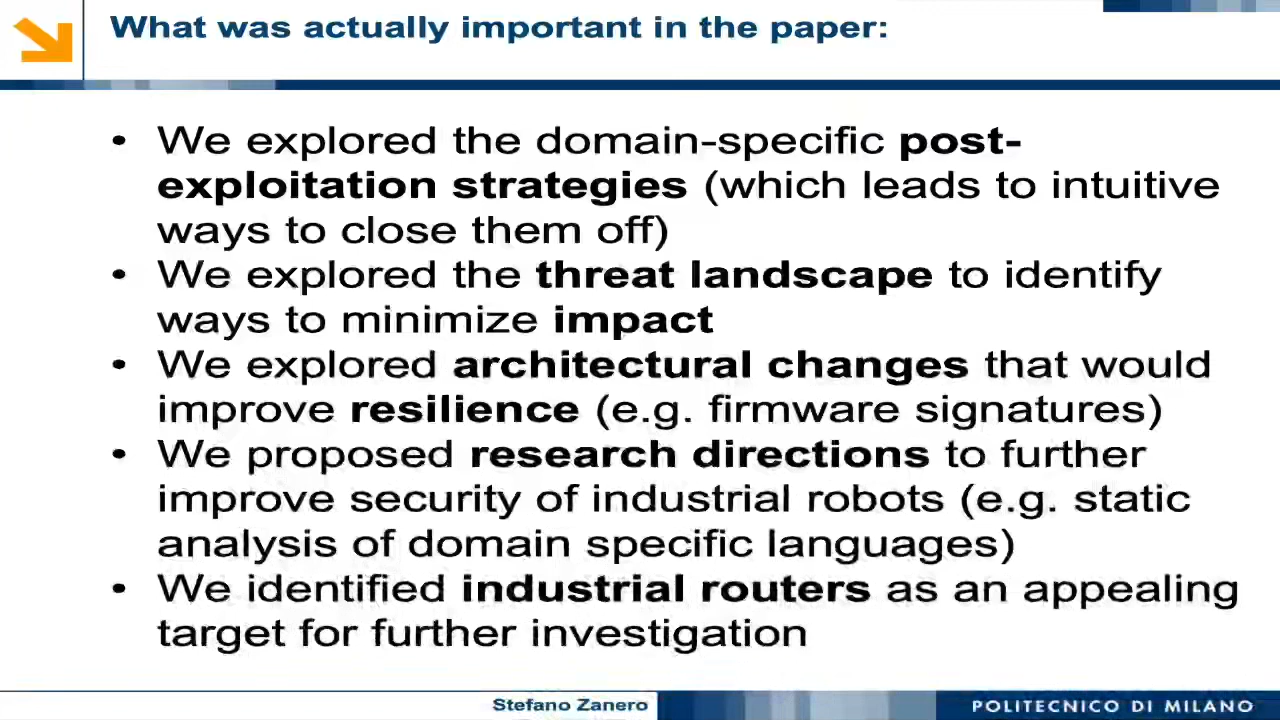 What was actually important in the paper:
• We explored the domain-specific post-
exploitation strategies (which leads to intuitive
ways to close them off)
• We explored the threat landscape to identify
ways to minimize impact
• We explored architectural changes that would
improve resilience (e.g. firmware signatures)
• We proposed research directions to further
improve security of industrial robots (e.g. static
analysis of domain specific languages)
• We identified industrial routers as an appealing
target for further investigation
Stefano Zanero
POLITECNICO DI MILANO